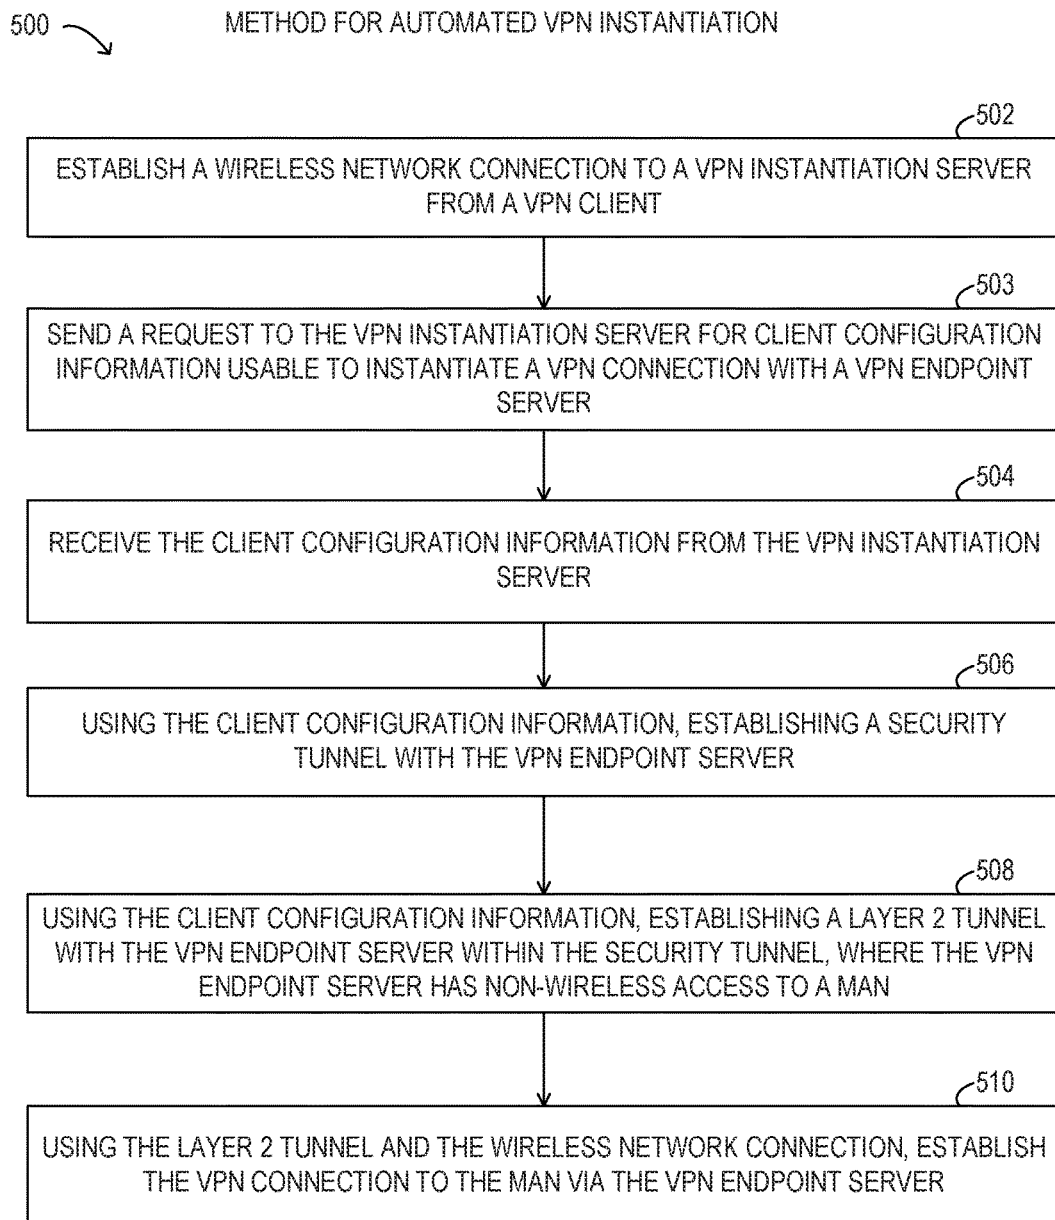 500
METHOD FOR AUTOMATED VPN INSTANTIATION
502
ESTABLISH A WIRELESS NETWORK CONNECTION TO A VPN INSTANTIATION SERVER
FROM A VPN CLIENT
503
SEND A REQUEST TO THE VPN INSTANTIATION SERVER FOR CLIENT CONFIGURATION
INFORMATION USABLE TO INSTANTIATE A VPN CONNECTION WITH A VPN ENDPOINT
SERVER
504
RECEIVE THE CLIENT CONFIGURATION INFORMATION FROM THE VPN INSTANTIATION
SERVER
506
USING THE CLIENT CONFIGURATION INFORMATION, ESTABLISHING A SECURITY
TUNNEL WITH THE VPN ENDPOINT SERVER
508
USING THE CLIENT CONFIGURATION INFORMATION, ESTABLISHING A LAYER 2 TUNNEL
WITH THE VPN ENDPOINT SERVER WITHIN THE SECURITY TUNNEL, WHERE THE VPN
ENDPOINT SERVER HAS NON-WIRELESS ACCESS TO A MAN
510
USING THE LAYER 2 TUNNEL AND THE WIRELESS NETWORK CONNECTION, ESTABLISH
THE VPN CONNECTION TO THE MAN VIA THE VPN ENDPOINT SERVER